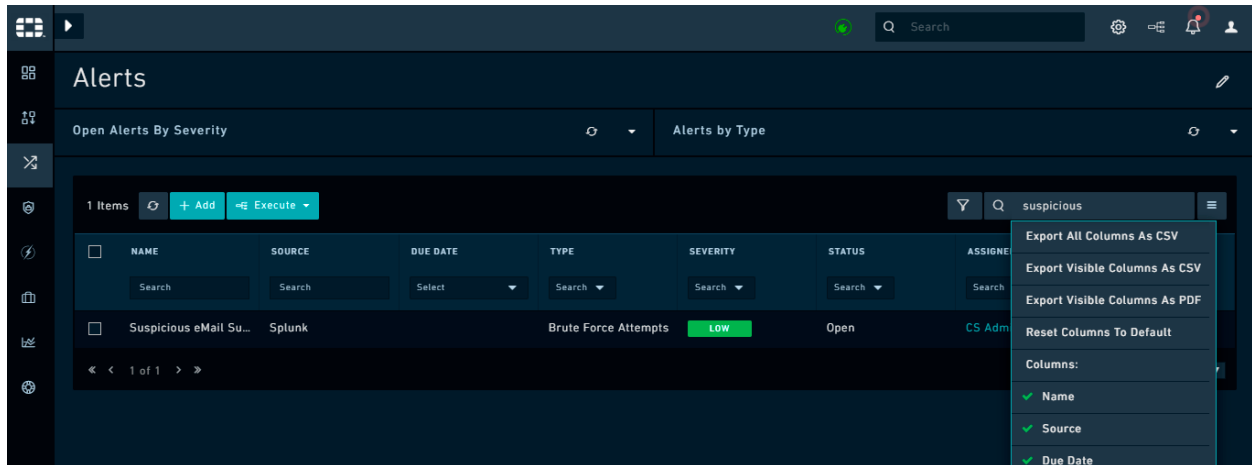 Search
Alerts
Open Alerts By Severity
Alerts by Type
1 Items
+ Add
Execute
suspicious
Export All Columns As CSV
Export Visible Columns As CSV
Export Visible Columns As PDF
Reset Columns To Default
Columns:
Name
Source
Due Date
NAME SOURCE DUE DATE TYPE SEVERITY STATUS ASSIGNE
Search Search Select Search Search Search Search
Suspicious eMail Su... Splunk Brute Force Attempts LOW Open CS Adm
« < 1 of 1 > »